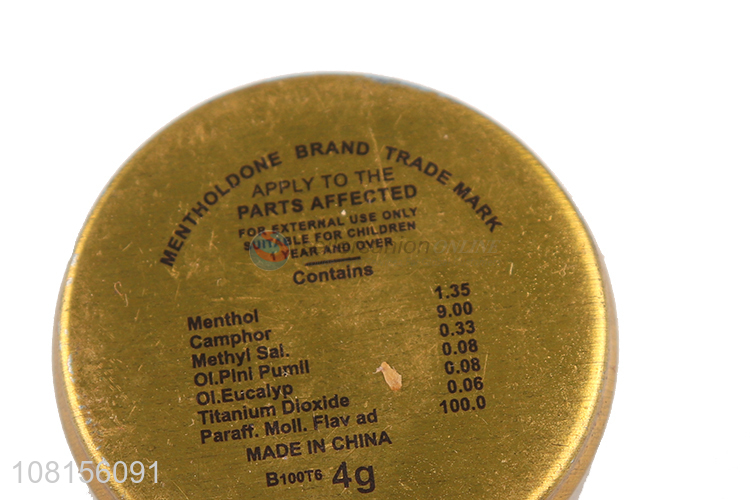 MENTHOLDONE BRAND TRADE MARK
APPLY TO THE
PARTS AFFECTED
FOR EXTERNAL USE ONLY
SUITABLE FOR CHILDREN
1 YEAR AND OVER
Contains
Menthol 1.35
Camphor 9.00
Methyl Sal. 0.33
Ol.Pini Pumil 0.08
Ol.Eucalyp 0.08
Titanium Dioxide 0.06
Paraff. Moll. Flav ad 100.0
MADE IN CHINA
B100T6 4g
108156091